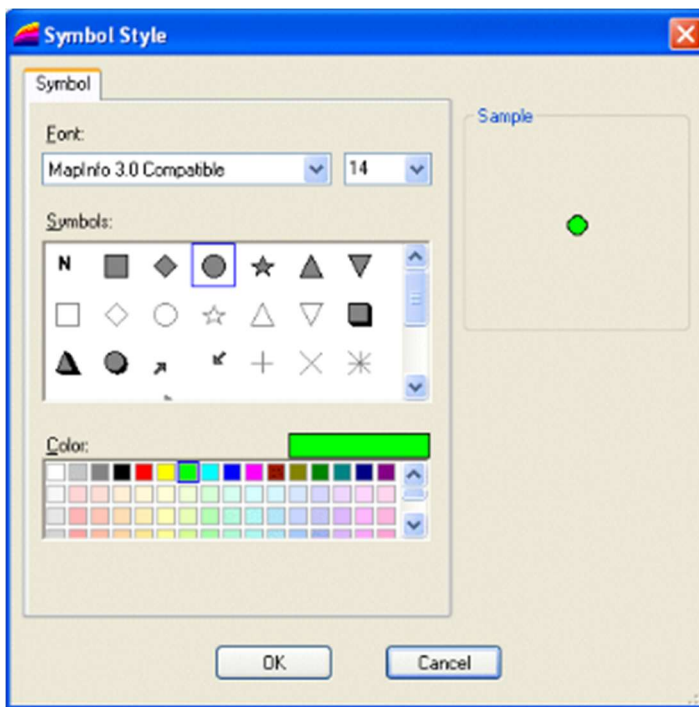 Symbol Style
Symbol
Font:
MapInfo 3.0 Compatible
14
Symbols:
N
Color:
Sample
OK
Cancel